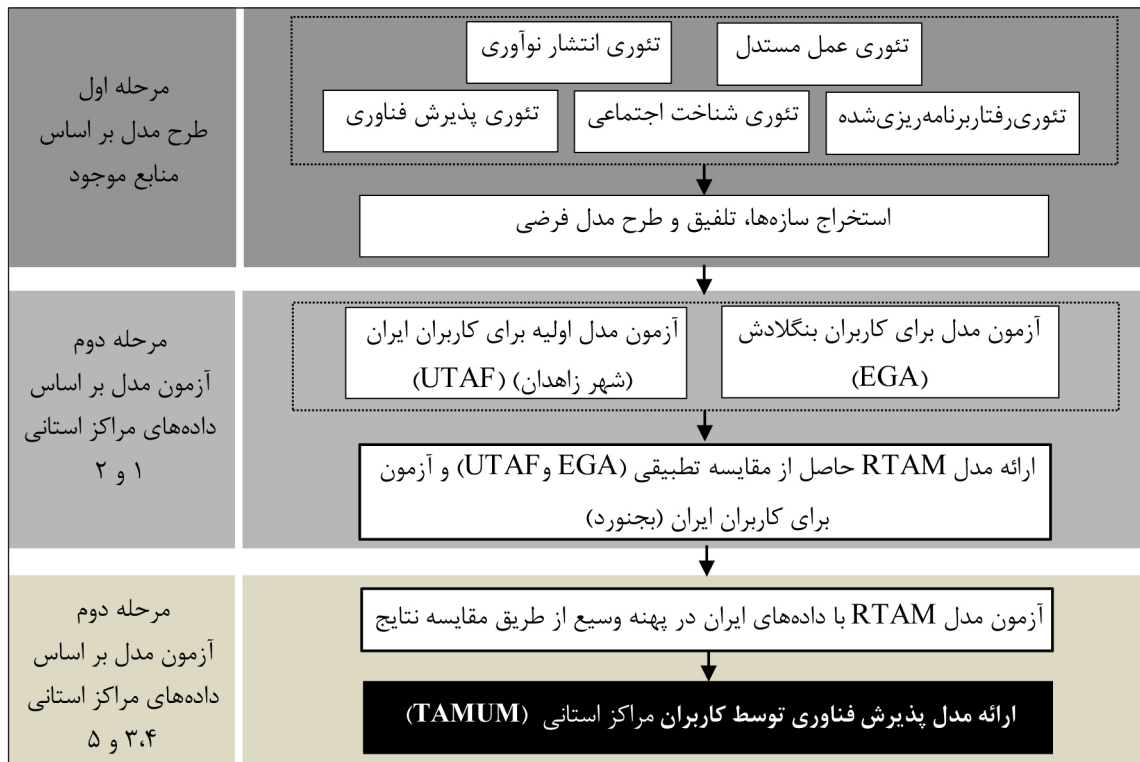 مرحله اول
طرح مدل بر اساس
منابع موجود
تئوری عمل مستدل
تئوری انتشار نوآوری
تئوری‌رفتاربرنامه‌ریزی‌شده
تئوری شناخت اجتماعی
تئوری پذیرش فناوری
استخراج سازه‌ها، تلفیق و طرح مدل فرضی
مرحله دوم
آزمون مدل بر اساس
داده‌های مراکز استانی
۱ و ۲
آزمون مدل برای کاربران بنگلادش
(EGA)
آزمون مدل اولیه برای کاربران ایران
(شهر زاهدان) (UTAF)
ارائه مدل RTAM حاصل از مقایسه تطبیقی (EGA وUTAF) و آزمون
برای کاربران ایران (بجنورد)
مرحله دوم
آزمون مدل بر اساس
داده‌های مراکز استانی
۳،۴ و ۵
آزمون مدل RTAM با داده‌های ایران در پهنه وسیع از طریق مقایسه نتایج
ارائه مدل پذیرش فناوری توسط کاربران مراکز استانی (TAMUM)